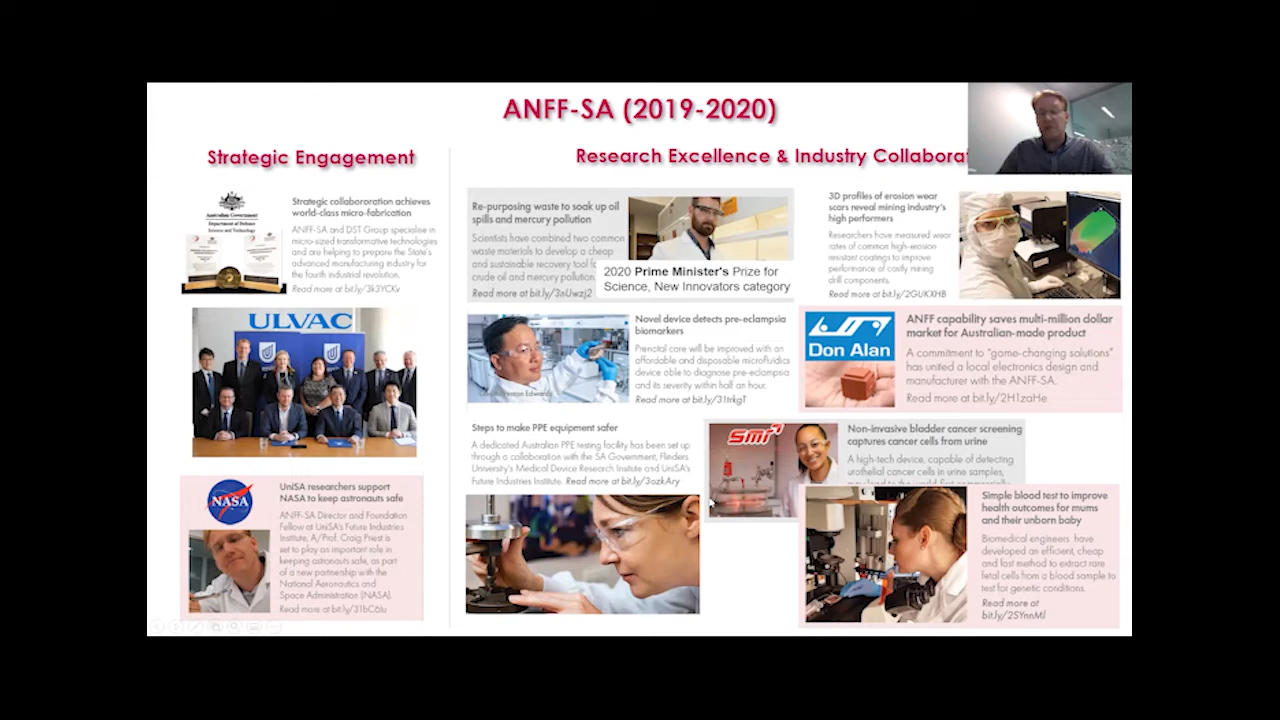 ANFF-SA (2019-2020)
Strategic Engagement
Australian Government
Department of Defence
Science and Technology
Strategic collabororation achieves
world-class micro-fabrication
ANFF-SA and DST Group specialise in
micro-sized transformative technologies
and are helping to prepare the State's
advanced manufacturing industry for
the fourth industrial revolution.
Read more at bit.ly/3k3YCKv
ULVAC
NASA
UniSA researchers support
NASA to keep astronauts safe
ANFF-SA Director and Foundation
Fellow at UniSA's Future Industries
Institute, A/Prof. Craig Priest is
set to play an important role in
keeping astronauts safe, as part
of a new partnership with the
National Aeronautics and
Space Administration (NASA).
Read more at bit.ly/31bC6Iu
Research Excellence & Industry Collaborat
Re-purposing waste to soak up oil
spills and mercury pollution
Scientists have combined two common
waste materials to develop a cheap
and sustainable recovery tool fo
crude oil and mercury pollution.
Read more at bit.ly/3nUwzj2
2020 Prime Minister's Prize for
Science, New Innovators category
3D profiles of erosion wear
scars reveal mining industry's
high performers
Researchers have measured wear
rates of common high-erosion
resistant coatings to improve
performance of costly mining
drill components.
Read more at bit.ly/2GUKXHB
Novel device detects pre-eclampsia
biomarkers
Prenatal care will be improved with an
affordable and disposable microfluidics
device able to diagnose pre-eclampsia
and its severity within half an hour.
Read more at bit.ly/31trkgT
Don Alan
ANFF capability saves multi-million dollar
market for Australian-made product
A commitment to "game-changing solutions"
has united a local electronics design and
manufacturer with the ANFF-SA.
Read more at bit.ly/2H1zaHe
Steps to make PPE equipment safer
A dedicated Australian PPE testing facility has been set up
through a collaboration with the SA Government, Flinders
University's Medical Device Research Insitute and UniSA's
Future Industries Institute. Read more at bit.ly/3ozkAry
SMR
Non-invasive bladder cancer screening
captures cancer cells from urine
A high-tech device, capable of detecting
urothelial cancer cells in urine samples,
Simple blood test to improve
health outcomes for mums
and their unborn baby
Biomedical engineers have
developed an efficient, cheap
and fast method to extract rare
fetal cells from a blood sample to
test for genetic conditions.
Read more at
bit.ly/2SYnnMl